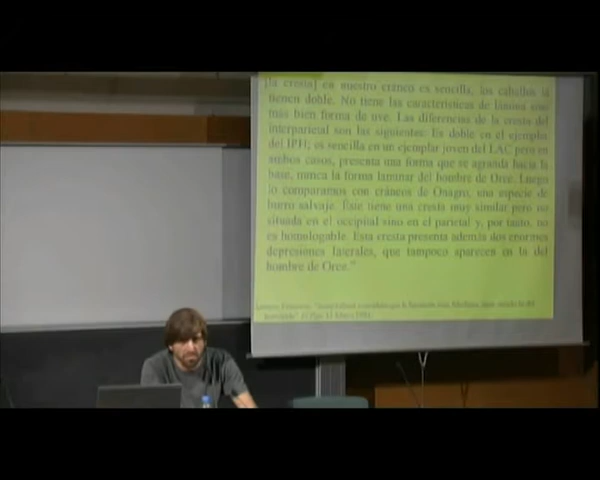 [la cresta] en nuestro cráneo es sencilla, los caballos la
tienen doble. No tiene las características de lámina sino
más bien forma de uve. Las diferencias de la cresta del
interparietal son las siguientes: Es doble en el ejemplar
del IPH; es sencilla en un ejemplar joven del LAC pero en
ambos casos, presenta una forma que se agranda hacia la
base, nunca la forma laminar del hombre de Orce. Luego
lo comparamos con cráneos de Onagro, una especie de
burro salvaje. Éste tiene una cresta muy similar pero no
situada en el occipital sino en el parietal y, por tanto, no
es homologable. Esta cresta presenta además dos enormes
depresiones laterales, que tampoco aparecen en la del
hombre de Orce."